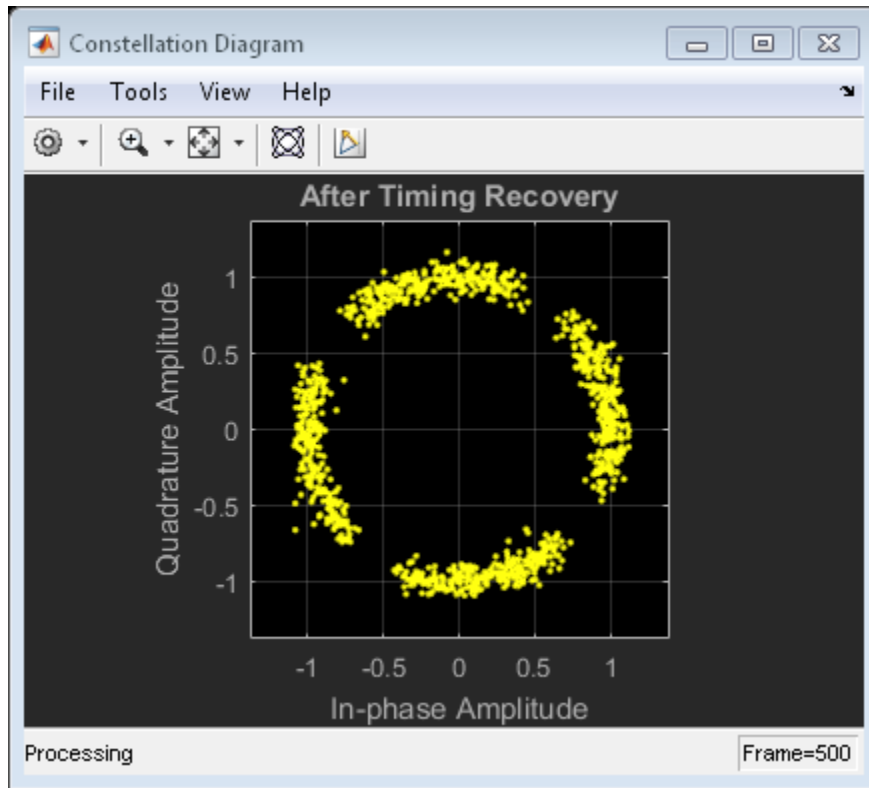 Constellation Diagram
File Tools View Help
After Timing Recovery
Quadrature Amplitude
1
0.5
0
-0.5
-1
-1 -0.5 0 0.5 1
In-phase Amplitude
Processing Frame=500